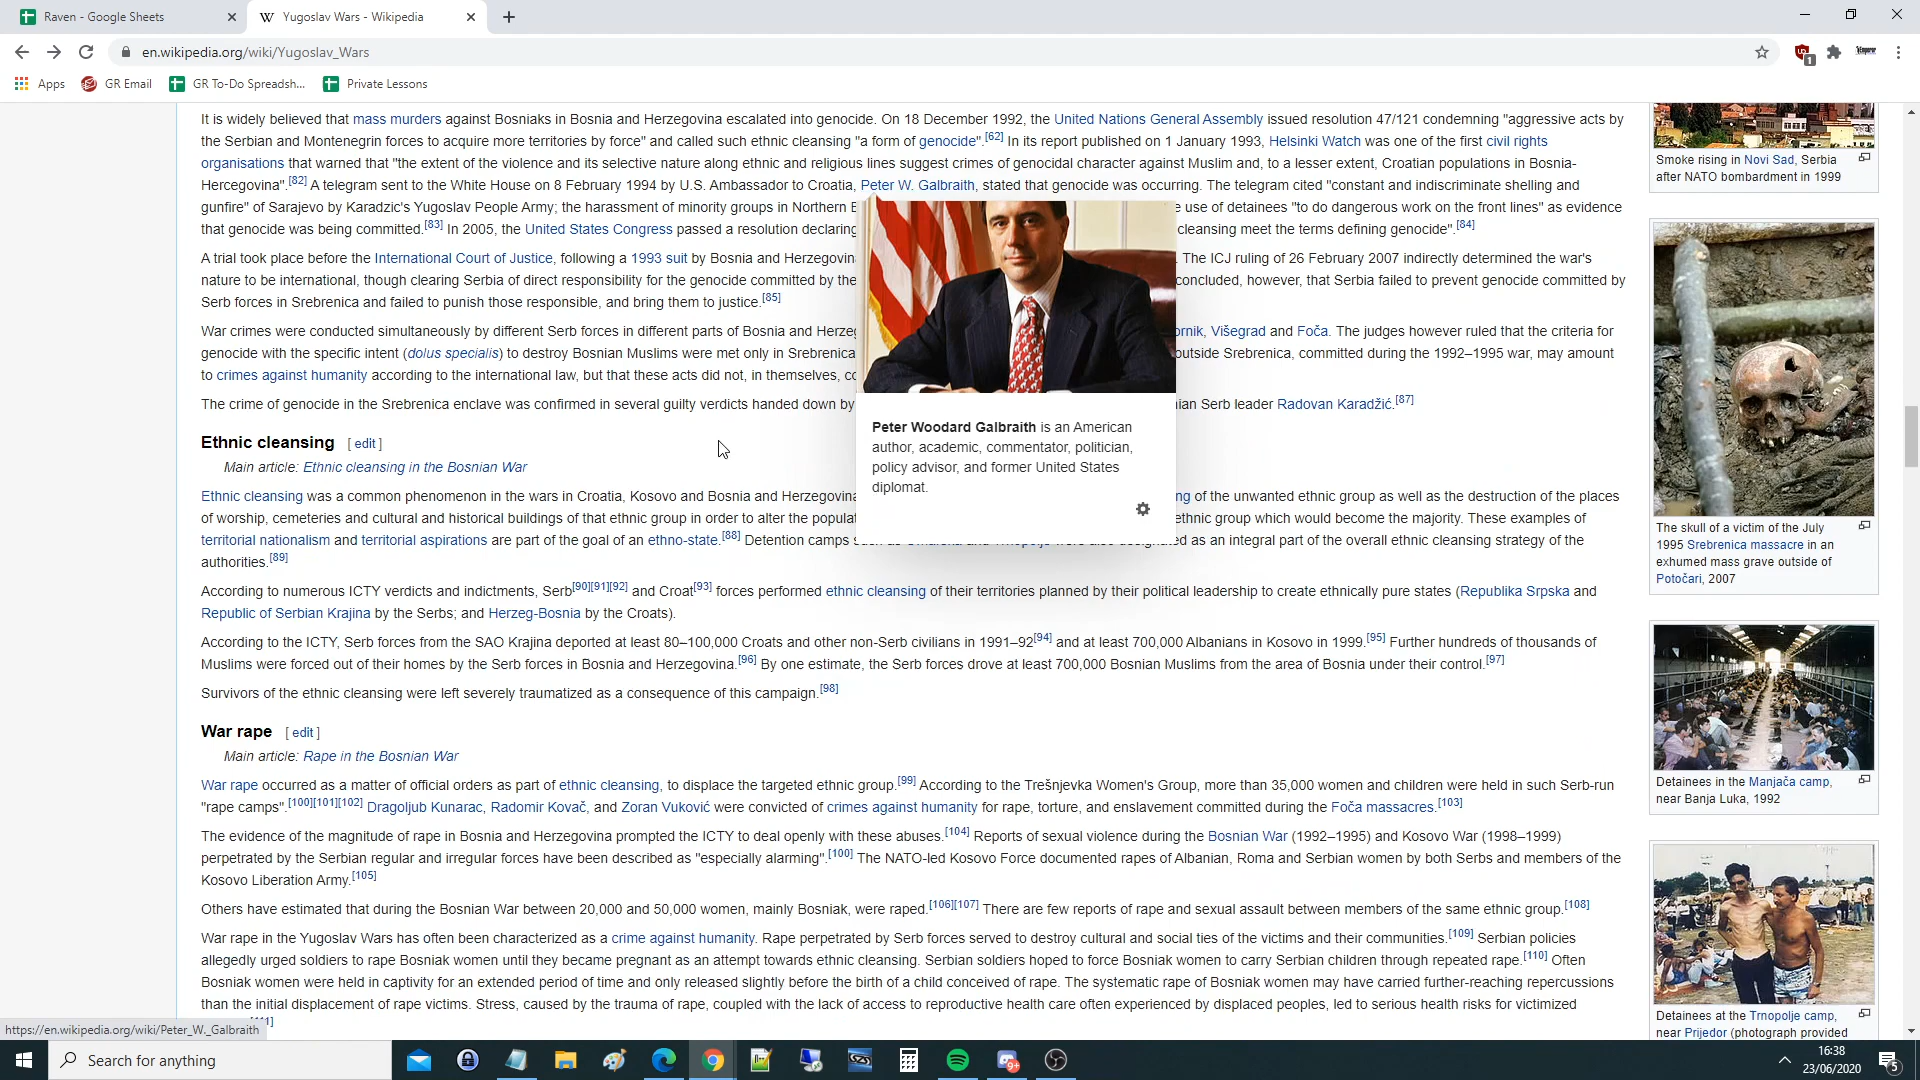 Raven - Google Sheets
Yugoslav Wars - Wikipedia
en.wikipedia.org/wiki/Yugoslav_Wars
Apps GR Email GR To-Do Spreadsh... Private Lessons
It is widely believed that mass murders against Bosniaks in Bosnia and Herzegovina escalated into genocide. On 18 December 1992, the United Nations General Assembly issued resolution 47/121 condemning "aggressive acts by
the Serbian and Montenegrin forces to acquire more territories by force" and called such ethnic cleansing "a form of genocide".[62] In its report published on 1 January 1993, Helsinki Watch was one of the first civil rights
organisations that warned that "the extent of the violence and its selective nature along ethnic and religious lines suggest crimes of genocidal character against Muslim and, to a lesser extent, Croatian populations in Bosnia-
Hercegovina".[82] A telegram sent to the White House on 8 February 1994 by U.S. Ambassador to Croatia, Peter W. Galbraith, stated that genocide was occurring. The telegram cited "constant and indiscriminate shelling and
gunfire" of Sarajevo by Karadzic's Yugoslav People Army; the harassment of minority groups in Northern use of detainees "to do dangerous work on the front lines" as evidence
that genocide was being committed.[83] In 2005, the United States Congress passed a resolution declaring cleansing meet the terms defining genocide".[84]
A trial took place before the International Court of Justice, following a 1993 suit by Bosnia and The ICJ ruling of 26 February 2007 indirectly determined the war's
nature to be international, though clearing Serbia of direct responsibility for the genocide committed by the concluded, however, that Serbia failed to prevent genocide committed by
Serb forces in Srebrenica and failed to punish those responsible, and bring them to justice.[85]
War crimes were conducted simultaneously by different Serb forces in different parts of Bosnia and Višegrad and Foča. The judges however ruled that the criteria for
genocide with the specific intent (dolus specialis) to destroy Bosnian Muslims were met only in Srebrenica outside Srebrenica, committed during the 1992–1995 war, may amount
to crimes against humanity according to the international law, but that these acts did not, in themselves,
The crime of genocide in the Srebrenica enclave was confirmed in several guilty verdicts handed down by Serb leader Radovan Karadžić.[87]
Peter Woodard Galbraith is an American
author, academic, commentator, politician,
policy advisor, and former United States
diplomat.
Ethnic cleansing [ edit ]
Main article: Ethnic cleansing in the Bosnian War
Ethnic cleansing was a common phenomenon in the wars in Croatia, Kosovo and Bosnia and of the unwanted ethnic group as well as the destruction of the places
of worship, cemeteries and cultural and historical buildings of that ethnic group in order to alter the ethnic group which would become the majority. These examples of
territorial nationalism and territorial aspirations are part of the goal of an ethno-state.[88] Detention camps as an integral part of the overall ethnic cleansing strategy of the
authorities.[89]
According to numerous ICTY verdicts and indictments, Serb[90][91][92] and Croat[93] forces performed ethnic cleansing of their territories planned by their political leadership to create ethnically pure states (Republika Srpska and
Republic of Serbian Krajina by the Serbs; and Herzeg-Bosnia by the Croats).
According to the ICTY, Serb forces from the SAO Krajina deported at least 80–100,000 Croats and other non-Serb civilians in 1991–92[94] and at least 700,000 Albanians in Kosovo in 1999.[95] Further hundreds of thousands of
Muslims were forced out of their homes by the Serb forces in Bosnia and Herzegovina.[96] By one estimate, the Serb forces drove at least 700,000 Bosnian Muslims from the area of Bosnia under their control.[97]
Survivors of the ethnic cleansing were left severely traumatized as a consequence of this campaign.[98]
War rape [ edit ]
Main article: Rape in the Bosnian War
War rape occurred as a matter of official orders as part of ethnic cleansing, to displace the targeted ethnic group.[99] According to the Trešnjevka Women's Group, more than 35,000 women and children were held in such Serb-run
"rape camps".[100][101][102] Dragoljub Kunarac, Radomir Kovač, and Zoran Vuković were convicted of crimes against humanity for rape, torture, and enslavement committed during the Foča massacres.[103]
The evidence of the magnitude of rape in Bosnia and Herzegovina prompted the ICTY to deal openly with these abuses.[104] Reports of sexual violence during the Bosnian War (1992–1995) and Kosovo War (1998–1999)
perpetrated by the Serbian regular and irregular forces have been described as "especially alarming".[100] The NATO-led Kosovo Force documented rapes of Albanian, Roma and Serbian women by both Serbs and members of the
Kosovo Liberation Army.[105]
Others have estimated that during the Bosnian War between 20,000 and 50,000 women, mainly Bosniak, were raped.[106][107] There are few reports of rape and sexual assault between members of the same ethnic group.[108]
War rape in the Yugoslav Wars has often been characterized as a crime against humanity. Rape perpetrated by Serb forces served to destroy cultural and social ties of the victims and their communities.[109] Serbian policies
allegedly urged soldiers to rape Bosniak women until they became pregnant as an attempt towards ethnic cleansing. Serbian soldiers hoped to force Bosniak women to carry Serbian children through repeated rape.[110] Often
Bosniak women were held in captivity for an extended period of time and only released slightly before the birth of a child conceived of rape. The systematic rape of Bosniak women may have carried further-reaching repercussions
than the initial displacement of rape victims. Stress, caused by the trauma of rape, coupled with the lack of access to reproductive health care often experienced by displaced peoples, led to serious health risks for victimized
Smoke rising in Novi Sad, Serbia
after NATO bombardment in 1999
The skull of a victim of the July
1995 Srebrenica massacre in an
exhumed mass grave outside of
Potočari, 2007
Detainees in the Manjača camp,
near Banja Luka, 1992
Detainees at the Trnopolje camp,
near Prijedor (photograph provided
https://en.wikipedia.org/wiki/Peter_W._Galbraith
Search for anything
16:38
23/06/2020